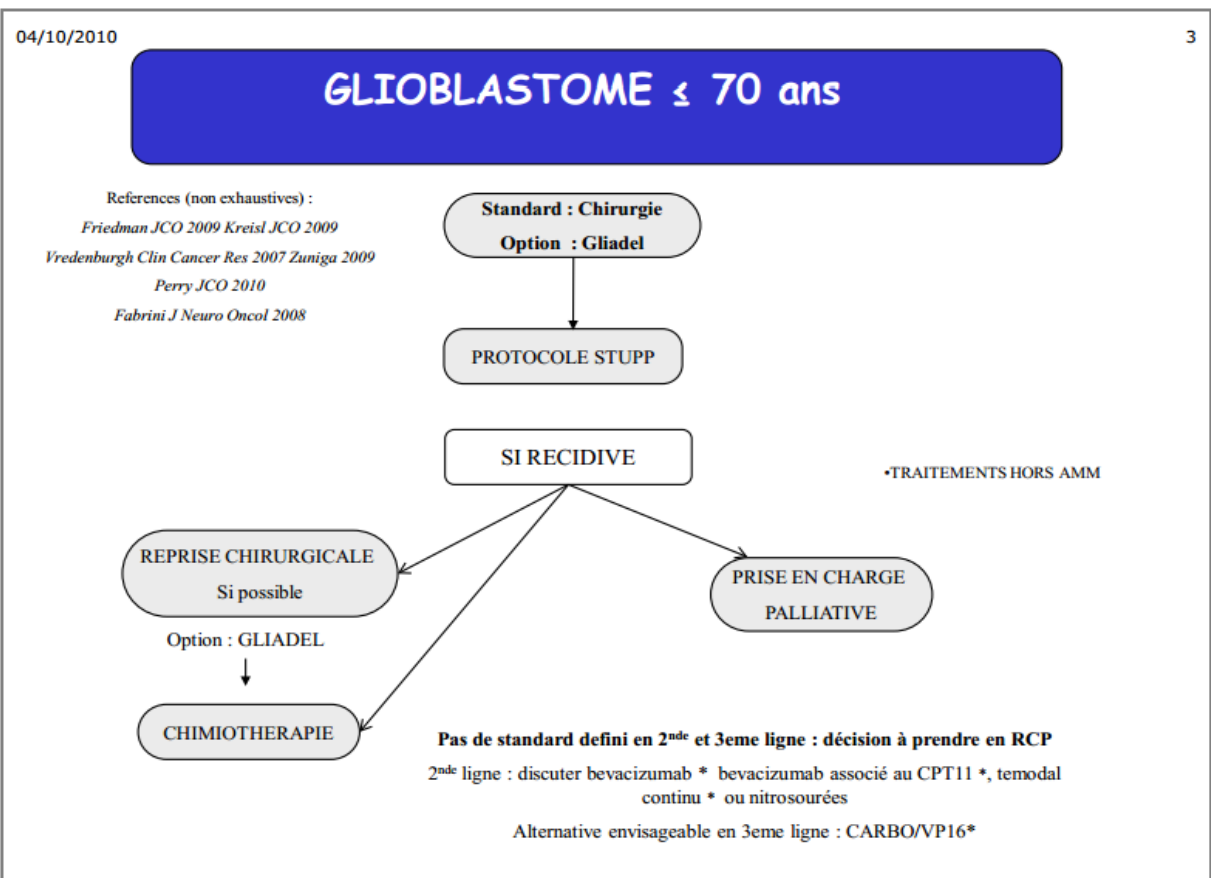 04/10/2010
3
GLIOBLASTOME ≤ 70 ans
References (non exhaustives) :
Friedman JCO 2009 Kreisl JCO 2009
Vredenburgh Clin Cancer Res 2007 Zuniga 2009
Perry JCO 2010
Fabrini J Neuro Oncol 2008
Standard : Chirurgie
Option : Gliadel
PROTOCOLE STUPP
SI RECIDIVE
•TRAITEMENTS HORS AMM
REPRISE CHIRURGICALE
Si possible
Option : GLIADEL
CHIMIOTHERAPIE
PRISE EN CHARGE
PALLIATIVE
Pas de standard defini en 2nde et 3eme ligne : décision à prendre en RCP
2nde ligne : discuter bevacizumab * bevacizumab associé au CPT11 *, temodal
continu * ou nitrosourées
Alternative envisageable en 3eme ligne : CARBO/VP16*